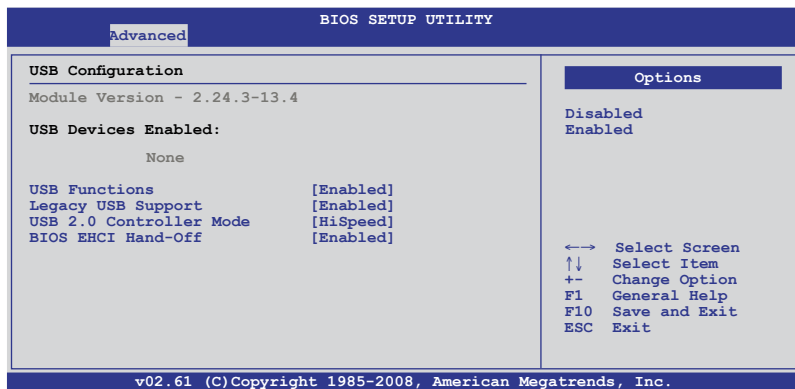 BIOS SETUP UTILITY
Advanced
USB Configuration
Module Version - 2.24.3-13.4
USB Devices Enabled:
None
USB Functions [Enabled]
Legacy USB Support [Enabled]
USB 2.0 Controller Mode [HiSpeed]
BIOS EHCI Hand-Off [Enabled]
Options
Disabled
Enabled
←→ Select Screen
↑↓ Select Item
+- Change Option
F1 General Help
F10 Save and Exit
ESC Exit
v02.61 (C)Copyright 1985-2008, American Megatrends, Inc.